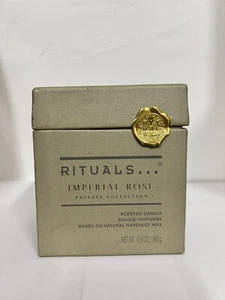 RITUALS...®
IMPERIAL ROSE
PRIVATE COLLECTION
SCENTED CANDLE
BOUGIE PARFUMÉE
BASED ON NATURAL RAPESEED WAX